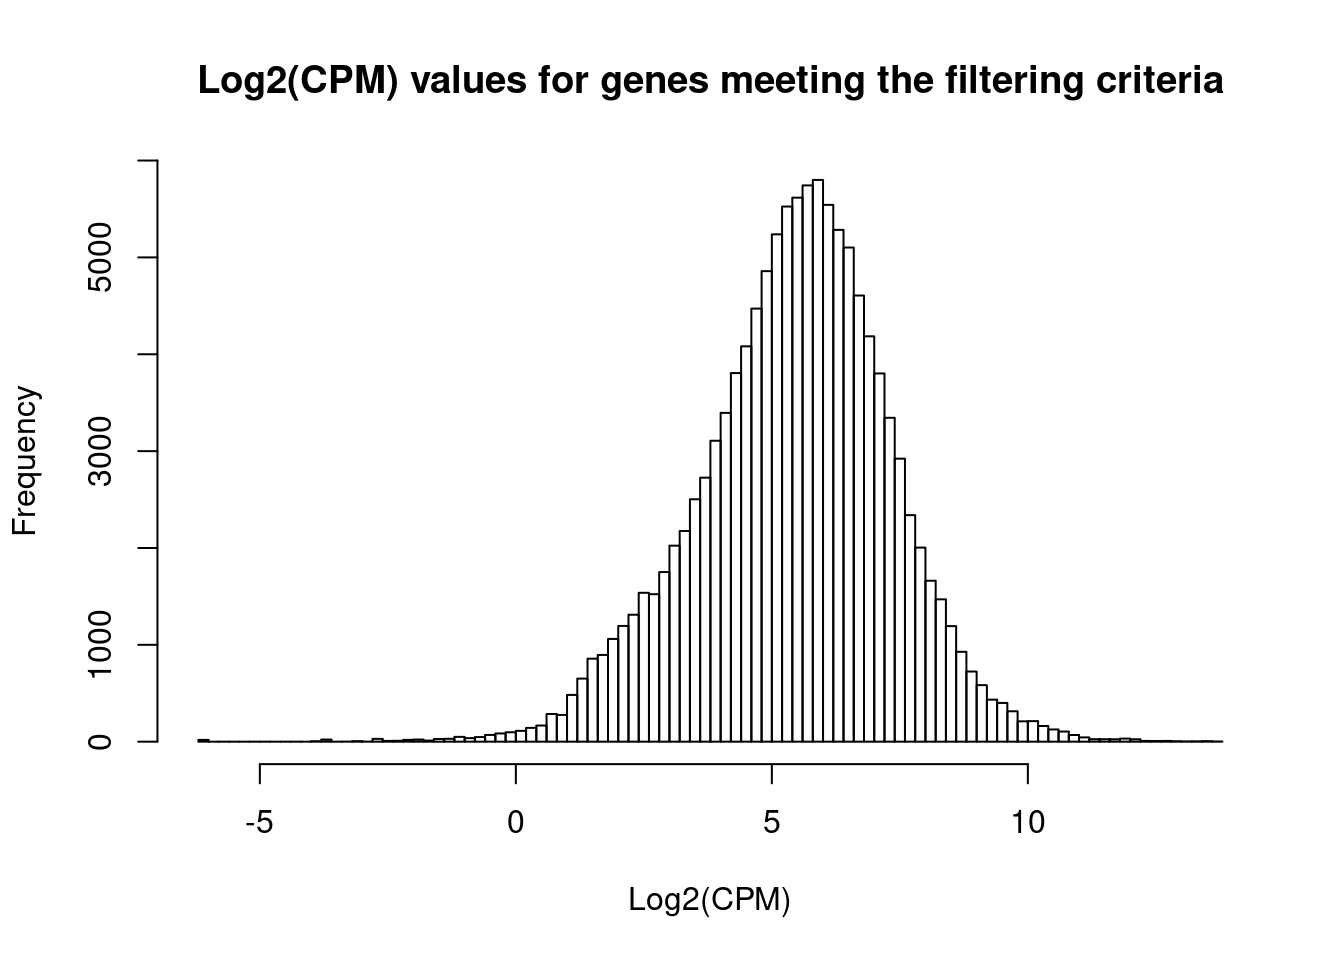 Log2(CPM) values for genes meeting the filtering criteria
Frequency
5000
3000
1000
0
-5 0 5 10
Log2(CPM)